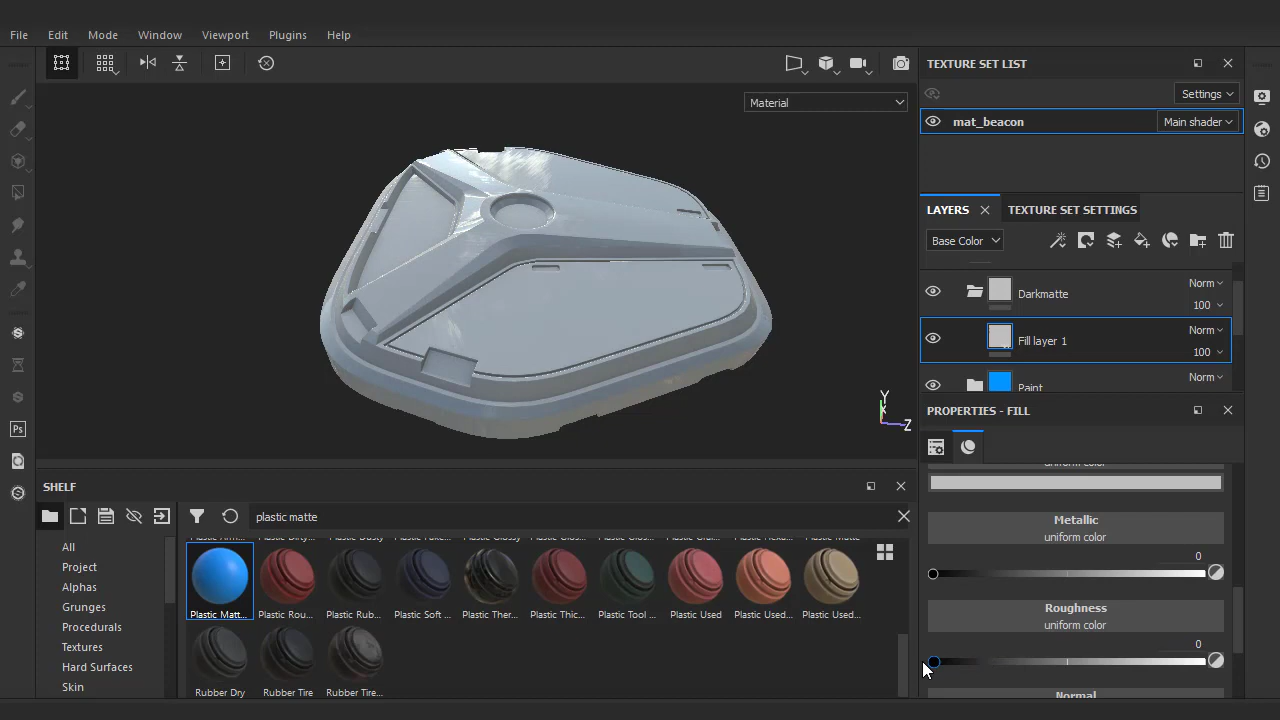 File Edit Mode Window Viewport Plugins Help
TEXTURE SET LIST
Settings
Material
mat_beacon
Main shader
LAYERS
TEXTURE SET SETTINGS
Base Color
Darkmatte
Norm
100
Fill layer 1
Norm
100
Paint
Norm
Y
X
Z
PROPERTIES - FILL
uniform color
Metallic
uniform color
0
Roughness
uniform color
0
Normal
SHELF
Ps
plastic matte
All
Project
Alphas
Grunges
Procedurals
Textures
Hard Surfaces
Skin
Plastic Matt... Plastic Rou... Plastic Rub... Plastic Soft ... Plastic Ther... Plastic Thic... Plastic Tool ... Plastic Used Plastic Used... Plastic Used...
Rubber Dry Rubber Tire Rubber Tire...